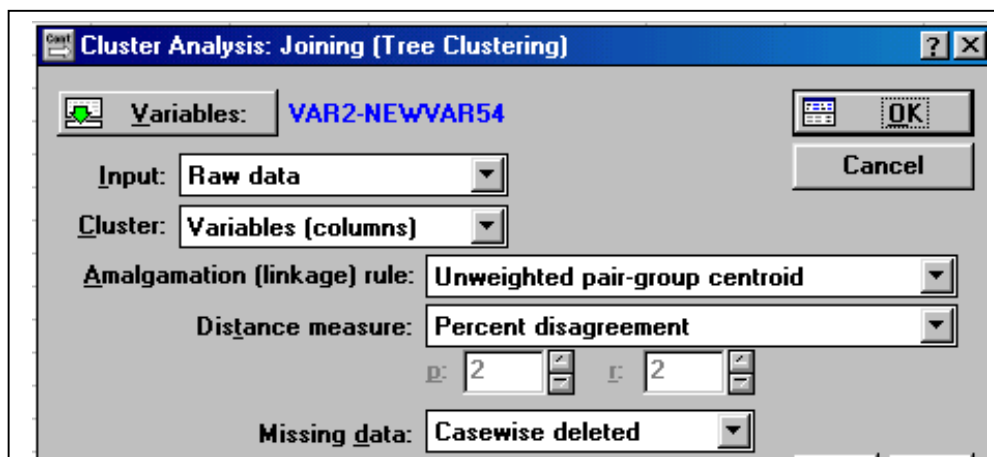 Cont Cluster Analysis: Joining (Tree Clustering) ? X
Variables: VAR2-NEWVAR54 OK
Cancel
Input: Raw data
Cluster: Variables (columns)
Amalgamation (linkage) rule: Unweighted pair-group centroid
Distance measure: Percent disagreement
p: 2 r: 2
Missing data: Casewise deleted